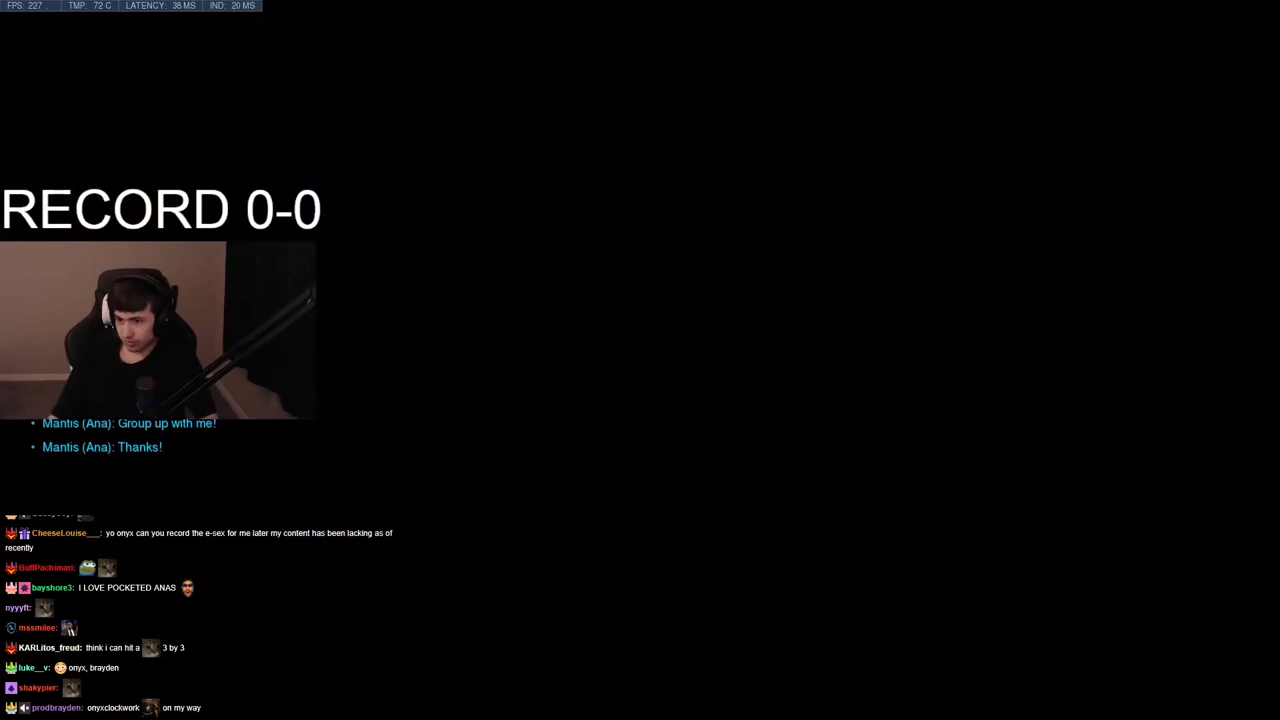 FPS: 227 . TMP: 72 C LATENCY: 38 MS IND: 20 MS
RECORD 0-0
• Mantis (Ana): Group up with me!
• Mantis (Ana): Thanks!
CheeseLouise___: yo onyx can you record the e-sex for me later my content has been lacking as of
recently
BuffPachimari:
bayshore3: I LOVE POCKETED ANAS
nyyyft:
mssmilee:
KARLitos_freud: think i can hit a 3 by 3
luke__v: onyx, brayden
shakypier:
prodbrayden: onyxclockwork on my way